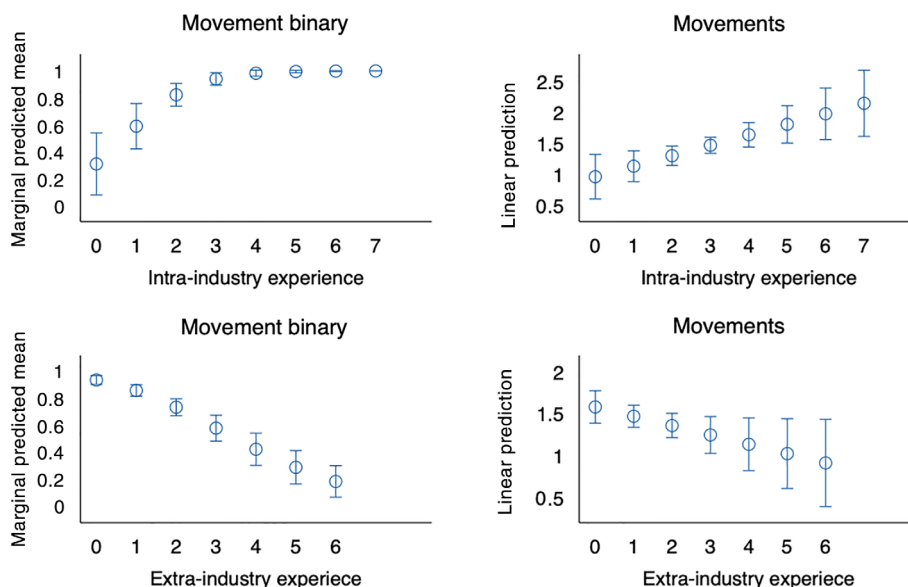 Movement binary
Marginal predicted mean
1
0.8
0.6
0.4
0.2
0
0 1 2 3 4 5 6 7
Intra-industry experience
Movements
Linear prediction
2.5
2
1.5
1
0.5
0 1 2 3 4 5 6 7
Intra-industry experience
Movement binary
Marginal predicted mean
1
0.8
0.6
0.4
0.2
0
0 1 2 3 4 5 6
Extra-industry experiece
Movements
Linear prediction
2
1.5
1
0.5
0 1 2 3 4 5 6
Extra-industry experiece